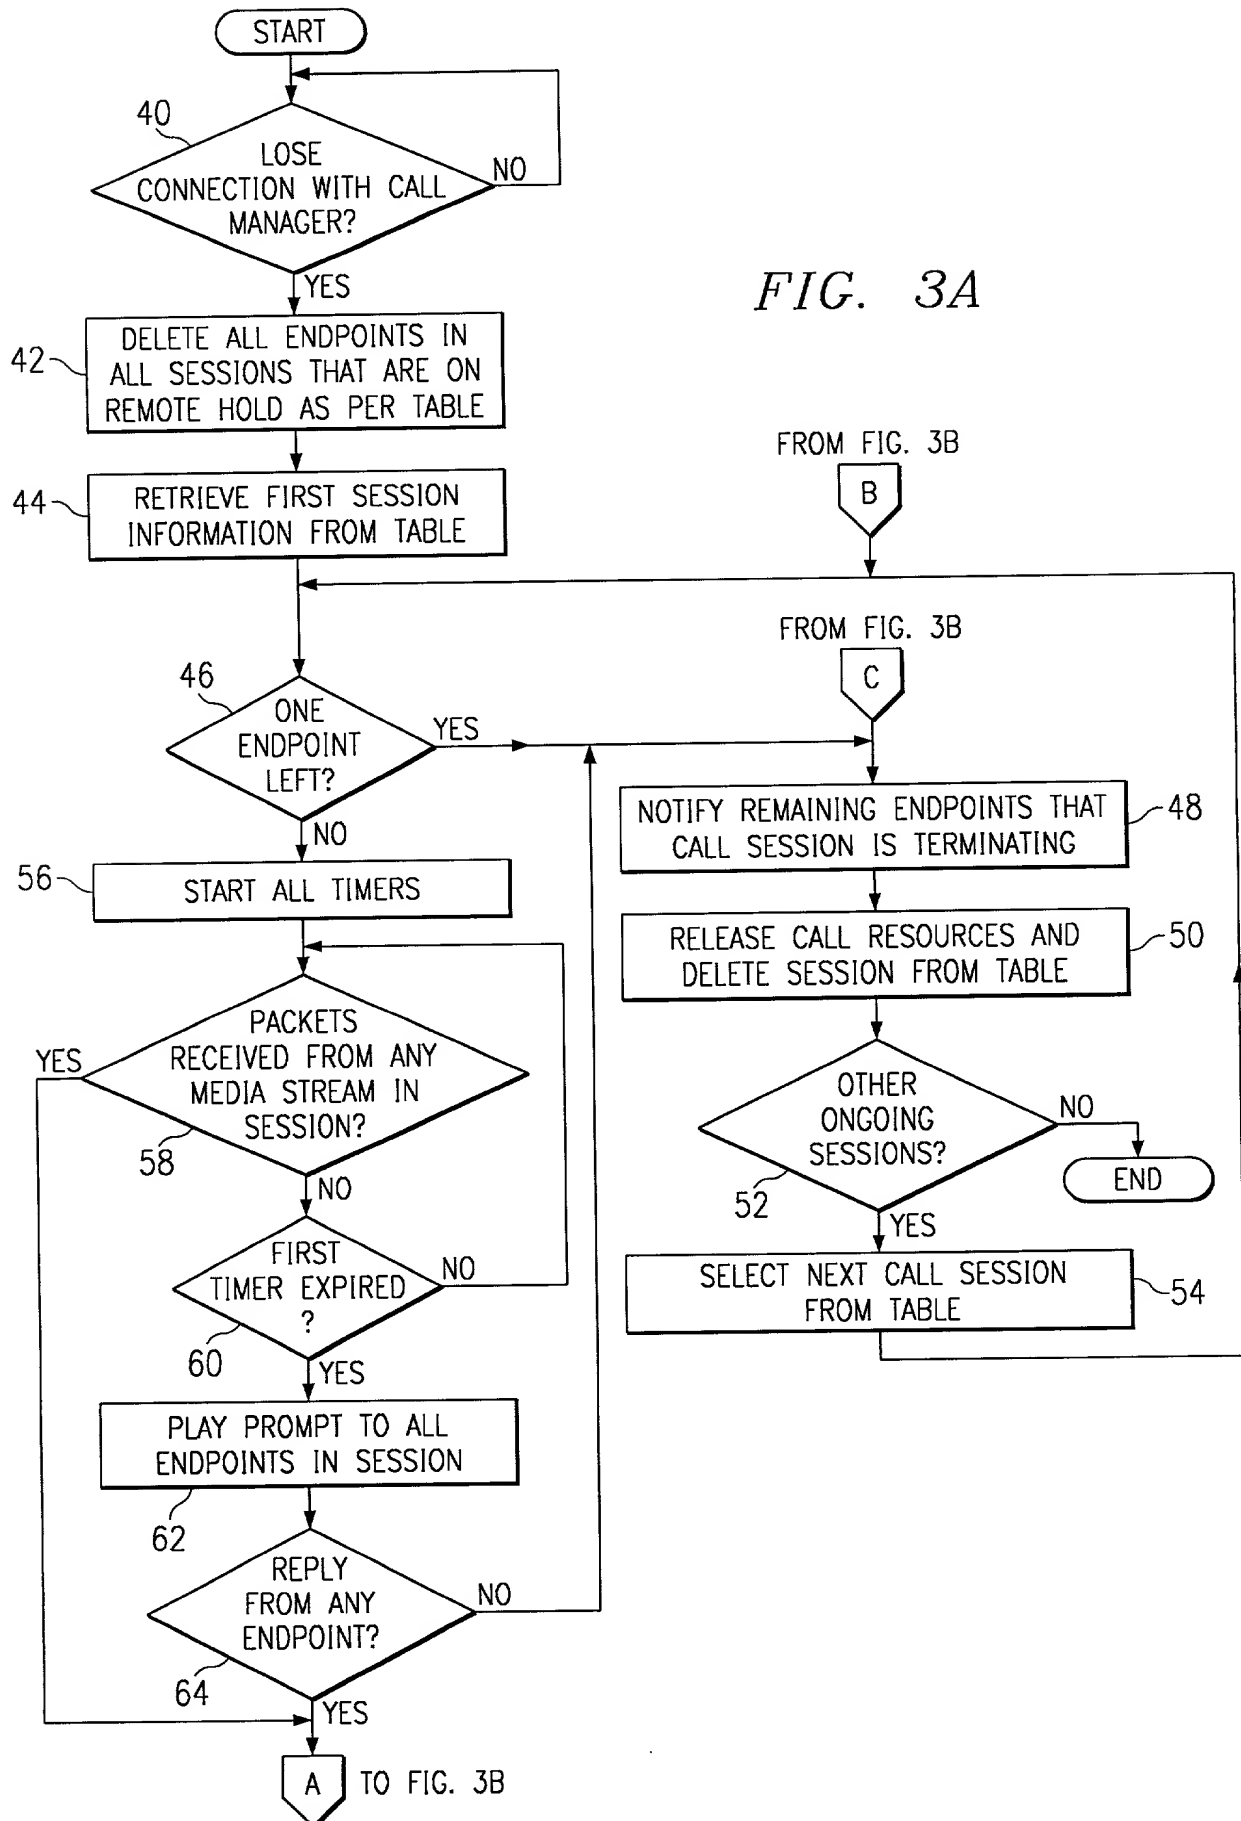 START
40
LOSE
CONNECTION WITH CALL
MANAGER?
NO
YES
FIG. 3A
42
DELETE ALL ENDPOINTS IN
ALL SESSIONS THAT ARE ON
REMOTE HOLD AS PER TABLE
44
RETRIEVE FIRST SESSION
INFORMATION FROM TABLE
FROM FIG. 3B
B
FROM FIG. 3B
C
46
ONE
ENDPOINT
LEFT?
YES
NO
NOTIFY REMAINING ENDPOINTS THAT
CALL SESSION IS TERMINATING
48
56
START ALL TIMERS
RELEASE CALL RESOURCES AND
DELETE SESSION FROM TABLE
50
PACKETS
RECEIVED FROM ANY
MEDIA STREAM IN
SESSION?
YES
58
NO
OTHER
ONGOING
SESSIONS?
NO
52
END
YES
FIRST
TIMER EXPIRED
?
NO
60
YES
SELECT NEXT CALL SESSION
FROM TABLE
54
PLAY PROMPT TO ALL
ENDPOINTS IN SESSION
62
REPLY
FROM ANY
ENDPOINT?
NO
64
YES
A
TO FIG. 3B